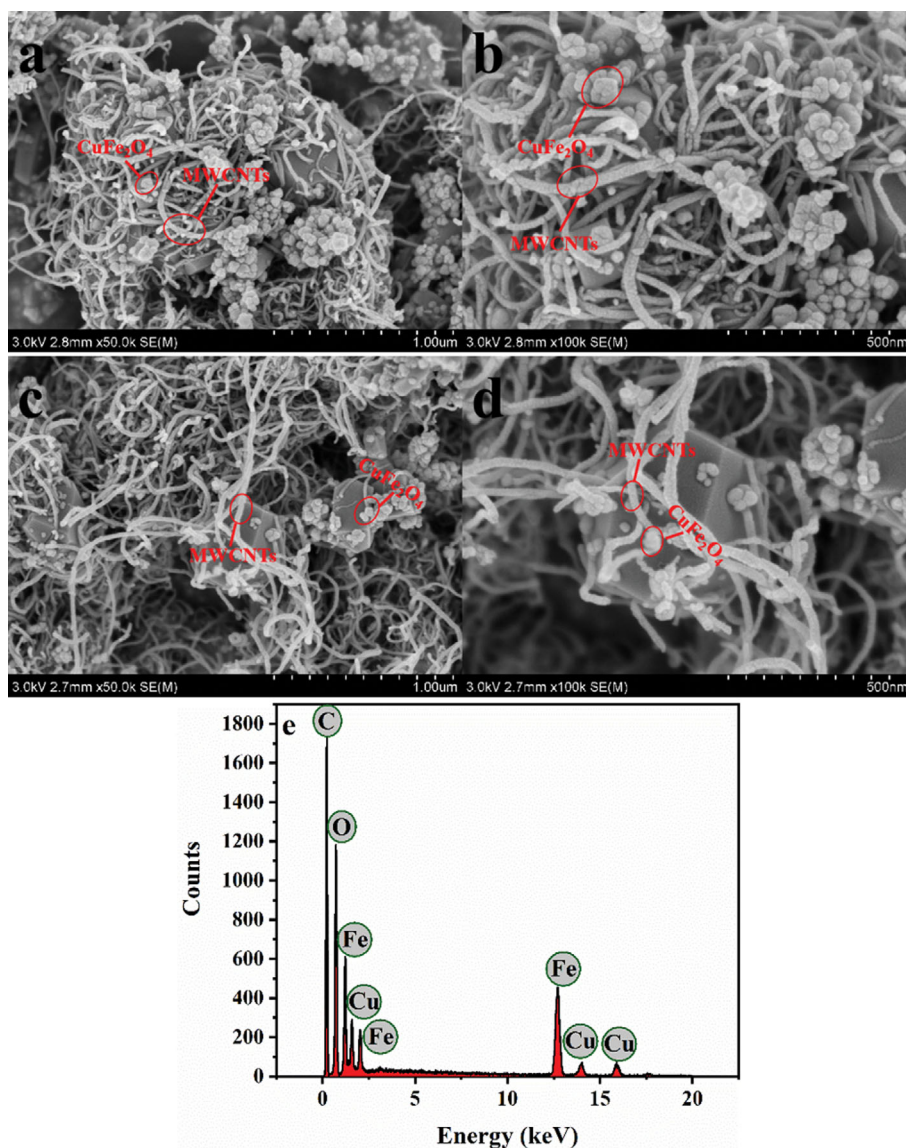 a
CuFe₂O₄
MWCNTs
3.0kV 2.8mm x50.0k SE(M)
1.00um
b
CuFe₂O₄
MWCNTs
3.0kV 2.8mm x100k SE(M)
500nm
c
CuFe₂O₄
MWCNTs
3.0kV 2.7mm x50.0k SE(M)
1.00um
d
MWCNTs
CuFe₂O₄
3.0kV 2.7mm x100k SE(M)
500nm
e
C
O
Fe
Cu
Fe
Fe
Cu
Cu
1800
1600
1400
1200
1000
800
600
400
200
0
Counts
0 5 10 15 20
Energy (keV)